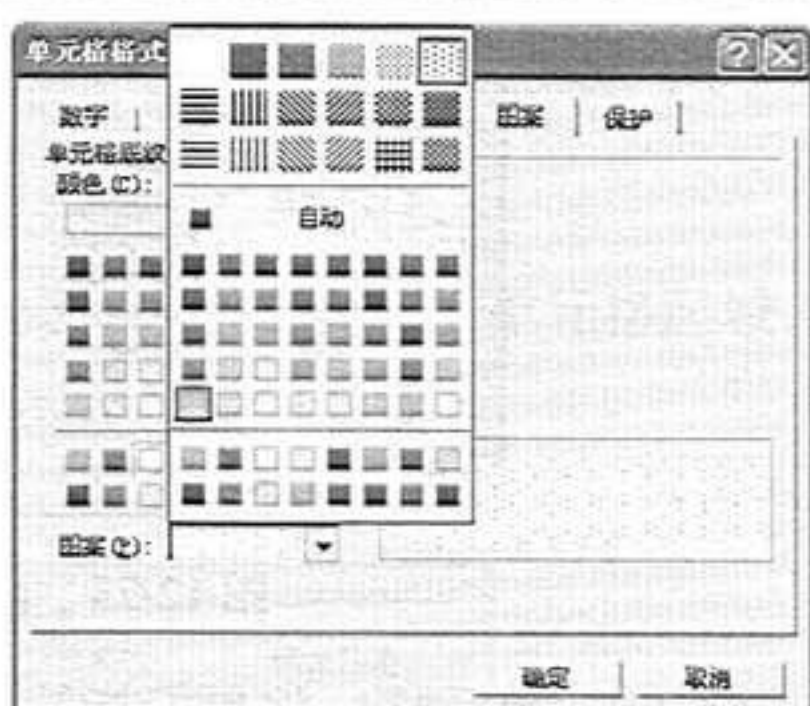 单元格格式
数字 图案 保护
单元格底纹
颜色(C):
自动
图案(P):
确定 取消